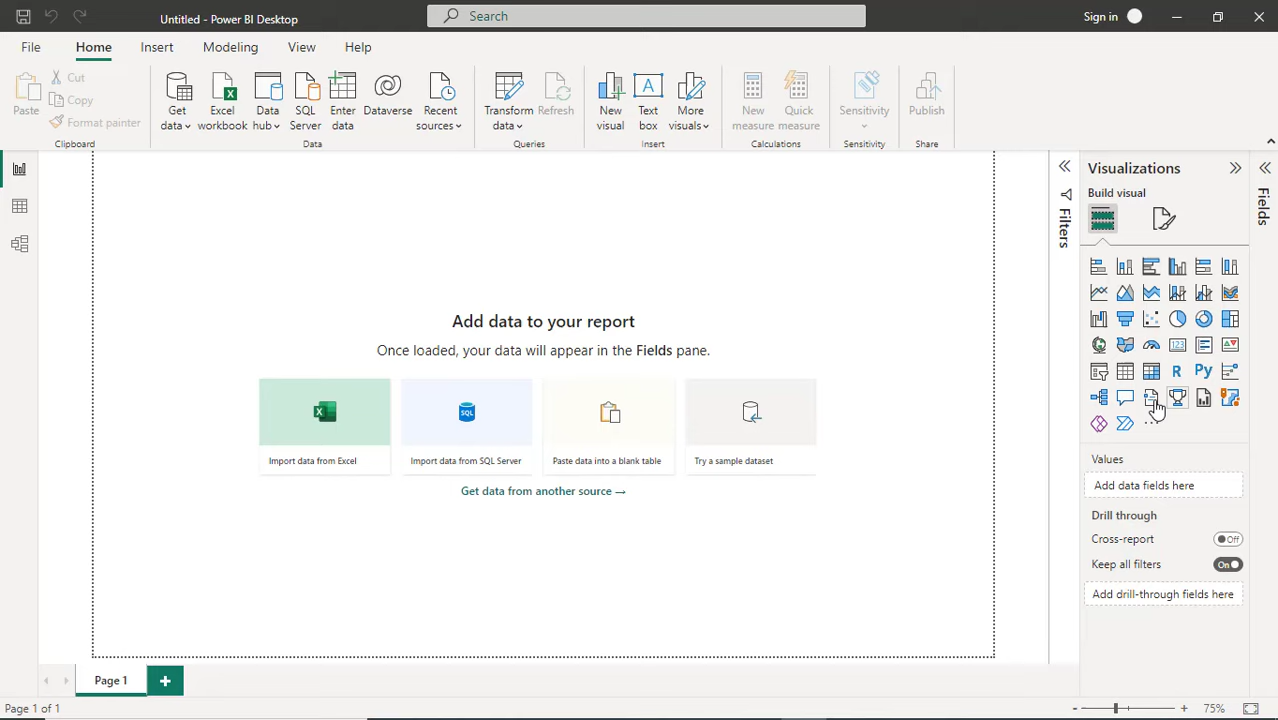 Untitled - Power BI Desktop
Search
Sign in
File Home Insert Modeling View Help
Paste
Cut
Copy
Format painter
Clipboard
Get data
Excel workbook
Data hub
SQL Server
Enter data
Dataverse
Recent sources
Data
Transform data
Refresh
Queries
New visual
A
Text box
More visuals
Insert
New measure
Quick measure
Calculations
Sensitivity
Sensitivity
Publish
Share
Filters
Visualizations
Fields
Build visual
123
R
Py
Add data to your report
Once loaded, your data will appear in the Fields pane.
X
SQL
Import data from Excel
Import data from SQL Server
Paste data into a blank table
Try a sample dataset
Get data from another source →
Values
Add data fields here
Drill through
Cross-report
Off
Keep all filters
On
Add drill-through fields here
Page 1
+
Page 1 of 1
- + 75%